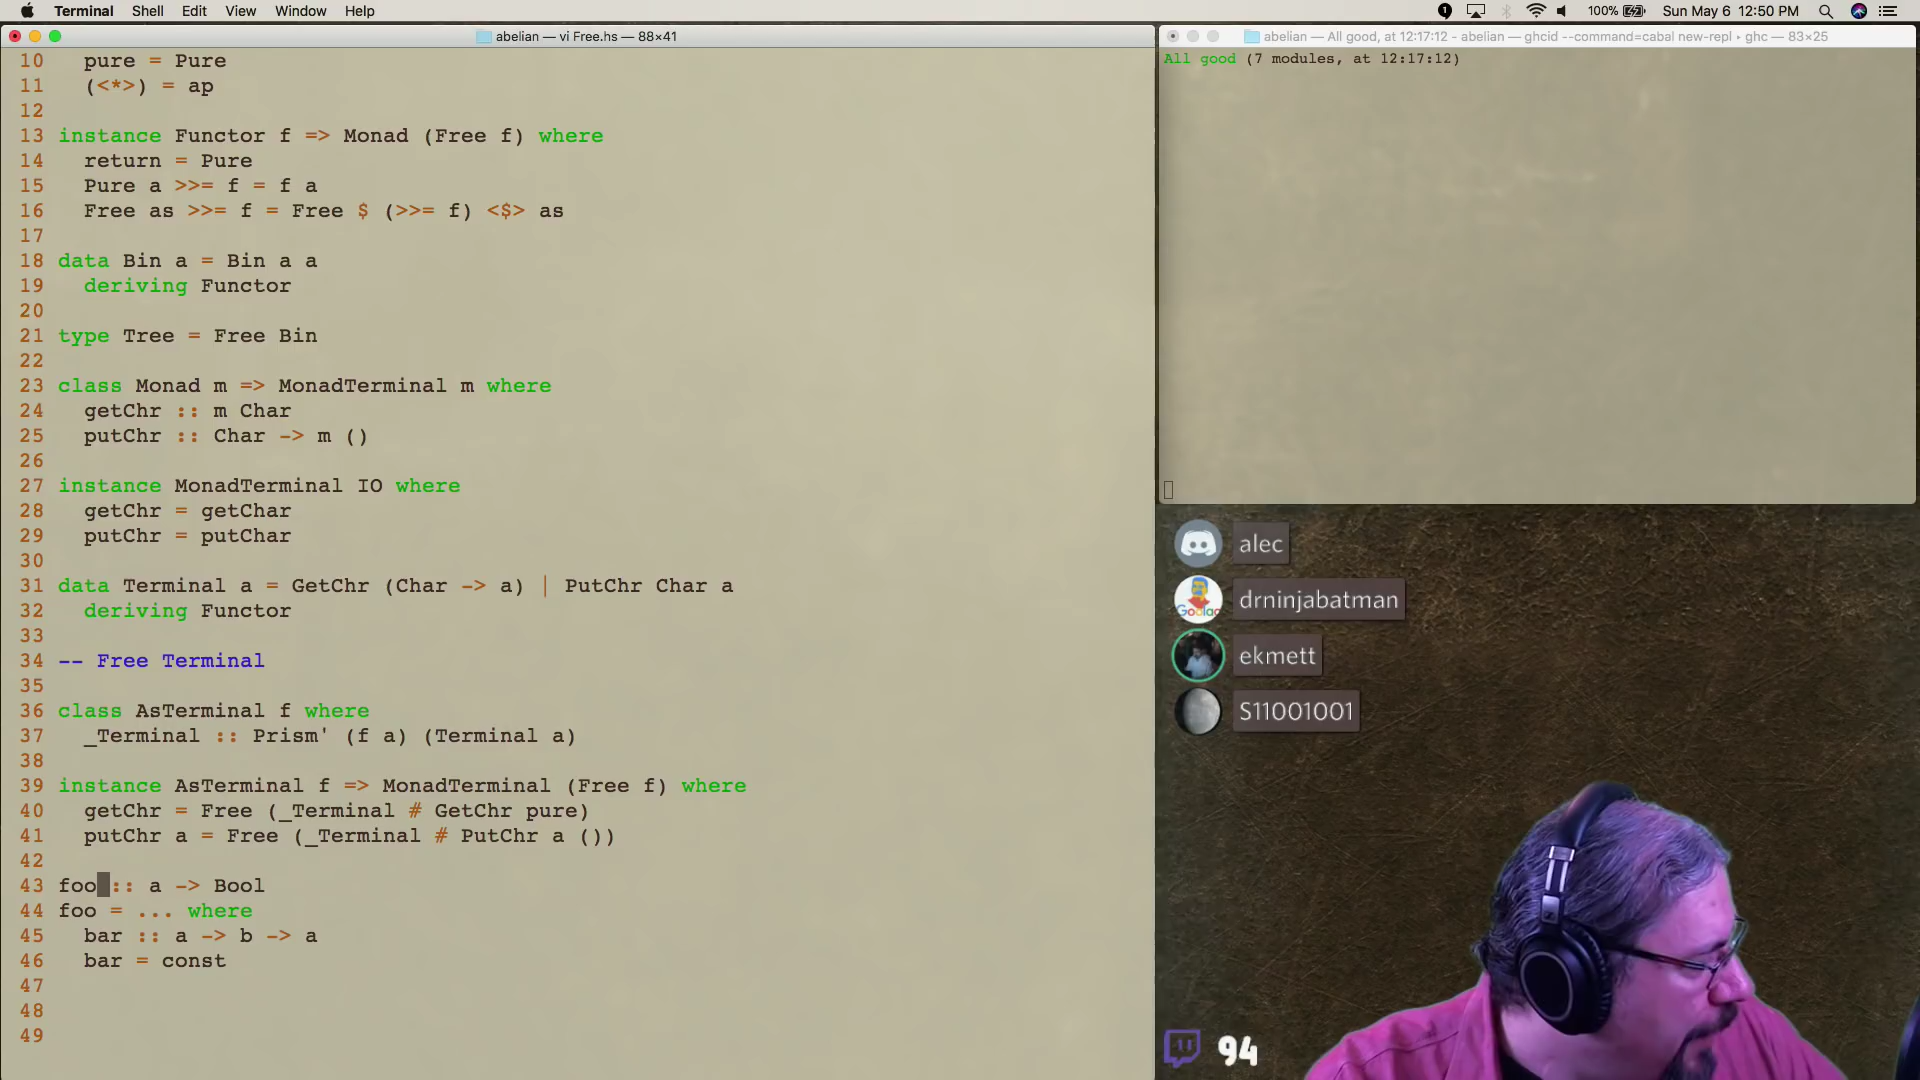 Terminal Shell Edit View Window Help
1 100% Sun May 6 12:50 PM
abelian — vi Free.hs — 88×41
10 pure = Pure
11 (<*>) = ap
12
13 instance Functor f => Monad (Free f) where
14 return = Pure
15 Pure a >>= f = f a
16 Free as >>= f = Free $ (>>= f) <$> as
17
18 data Bin a = Bin a a
19 deriving Functor
20
21 type Tree = Free Bin
22
23 class Monad m => MonadTerminal m where
24 getChr :: m Char
25 putChr :: Char -> m ()
26
27 instance MonadTerminal IO where
28 getChr = getChar
29 putChr = putChar
30
31 data Terminal a = GetChr (Char -> a) | PutChr Char a
32 deriving Functor
33
34 -- Free Terminal
35
36 class AsTerminal f where
37 _Terminal :: Prism' (f a) (Terminal a)
38
39 instance AsTerminal f => MonadTerminal (Free f) where
40 getChr = Free (_Terminal # GetChr pure)
41 putChr a = Free (_Terminal # PutChr a ())
42
43 foo :: a -> Bool
44 foo = ... where
45 bar :: a -> b -> a
46 bar = const
47
48
49
abelian — All good, at 12:17:12 - abelian — ghcid --command=cabal new-repl ▸ ghc — 83×25
All good (7 modules, at 12:17:12)
alec
drninjabatman
ekmett
S11001001
94